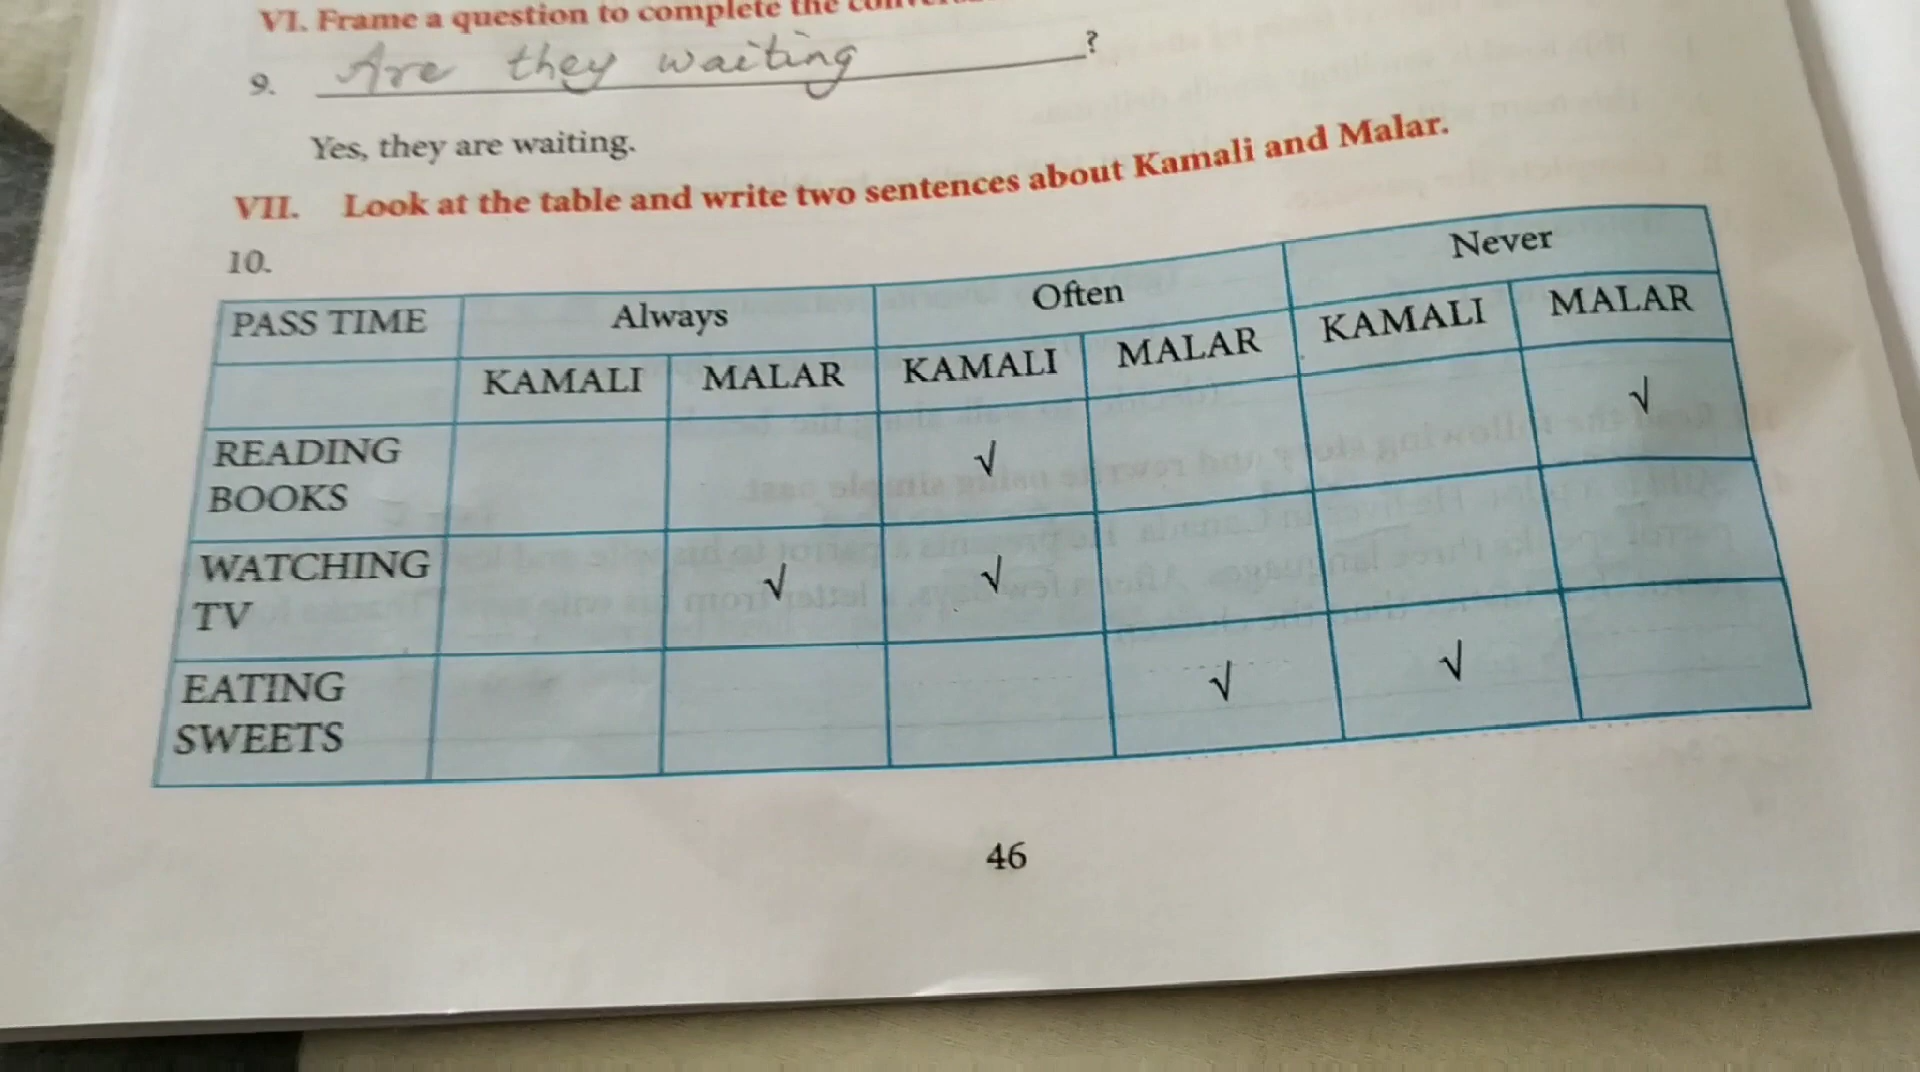 VI. Frame a question to complete the
9. Are they waiting ?
Yes, they are waiting.
VII. Look at the table and write two sentences about Kamali and Malar.
10.
PASS TIME Always Often Never
KAMALI MALAR KAMALI MALAR KAMALI MALAR
READING √ √
BOOKS
WATCHING √ √
TV
EATING √ √
SWEETS
46